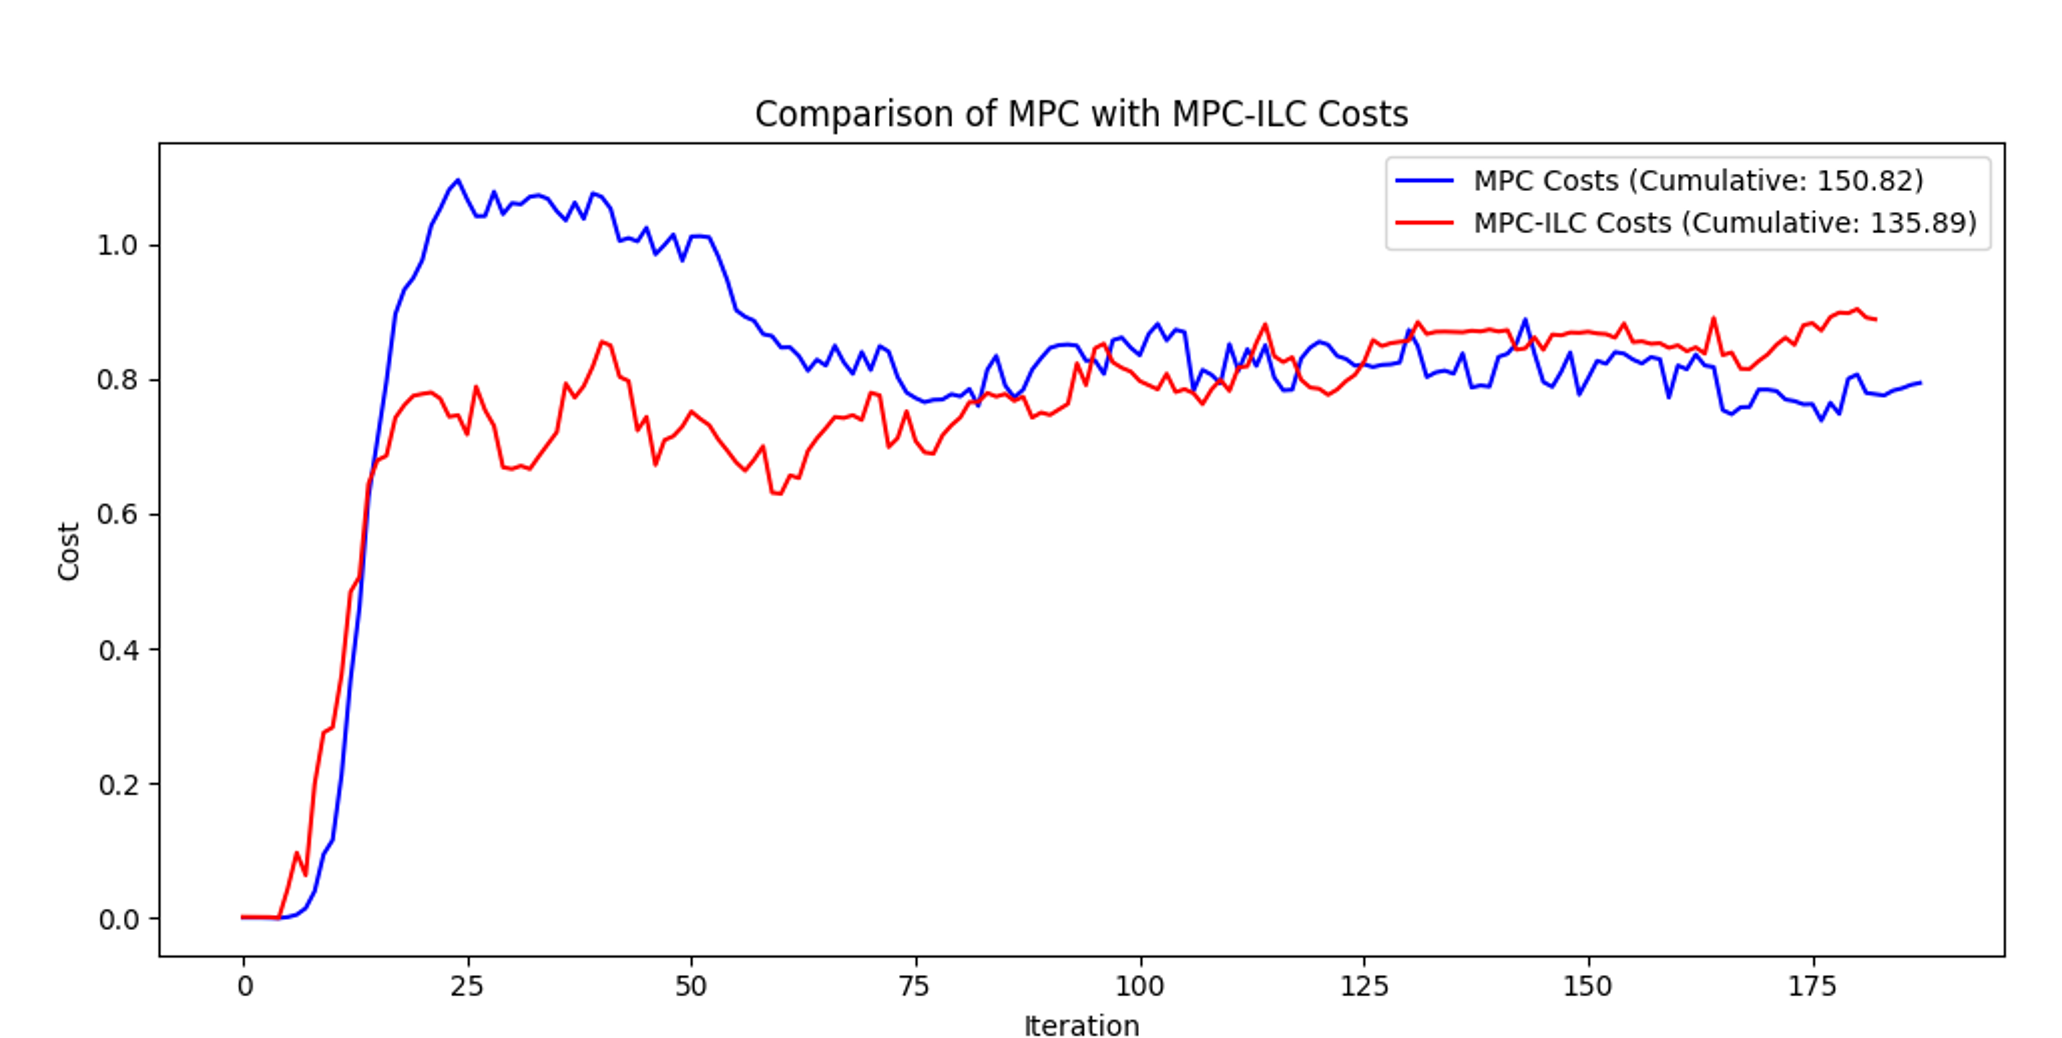 Comparison of MPC with MPC-ILC Costs
MPC Costs (Cumulative: 150.82)
MPC-ILC Costs (Cumulative: 135.89)
1.0
0.8
0.6
0.4
0.2
0.0
Cost
0 25 50 75 100 125 150 175
Iteration